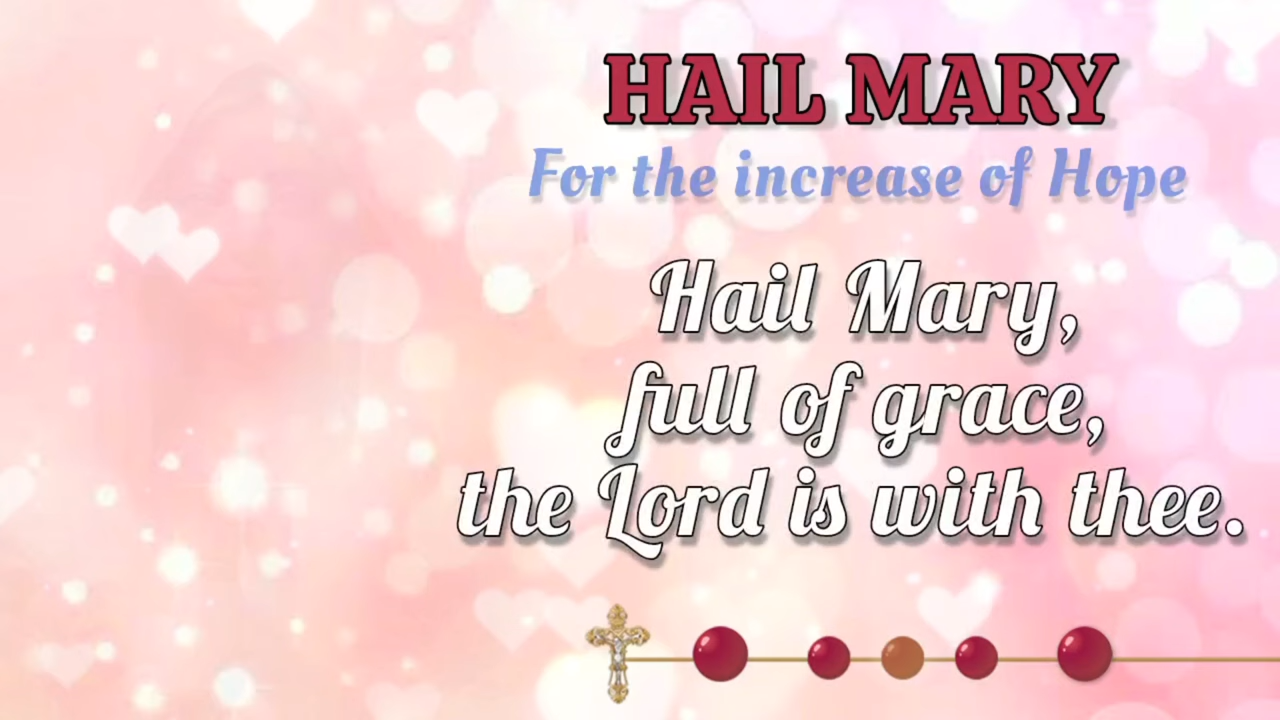 HAIL MARY
For the increase of Hope
Hail Mary,
full of grace,
the Lord is with thee.